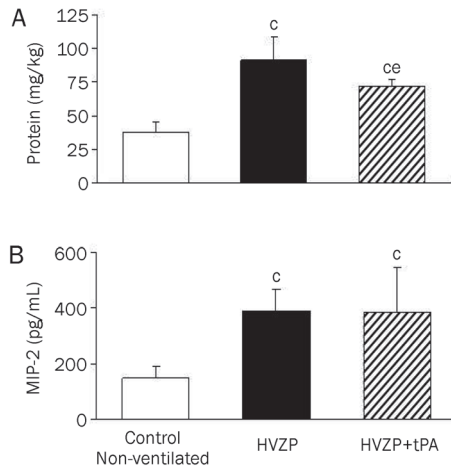 A
Protein (mg/kg)
125
100
75
50
25
0
c
ce
B
MIP-2 (pg/mL)
600
400
200
0
c
c
Control
Non-ventilated
HVZP
HVZP+tPA